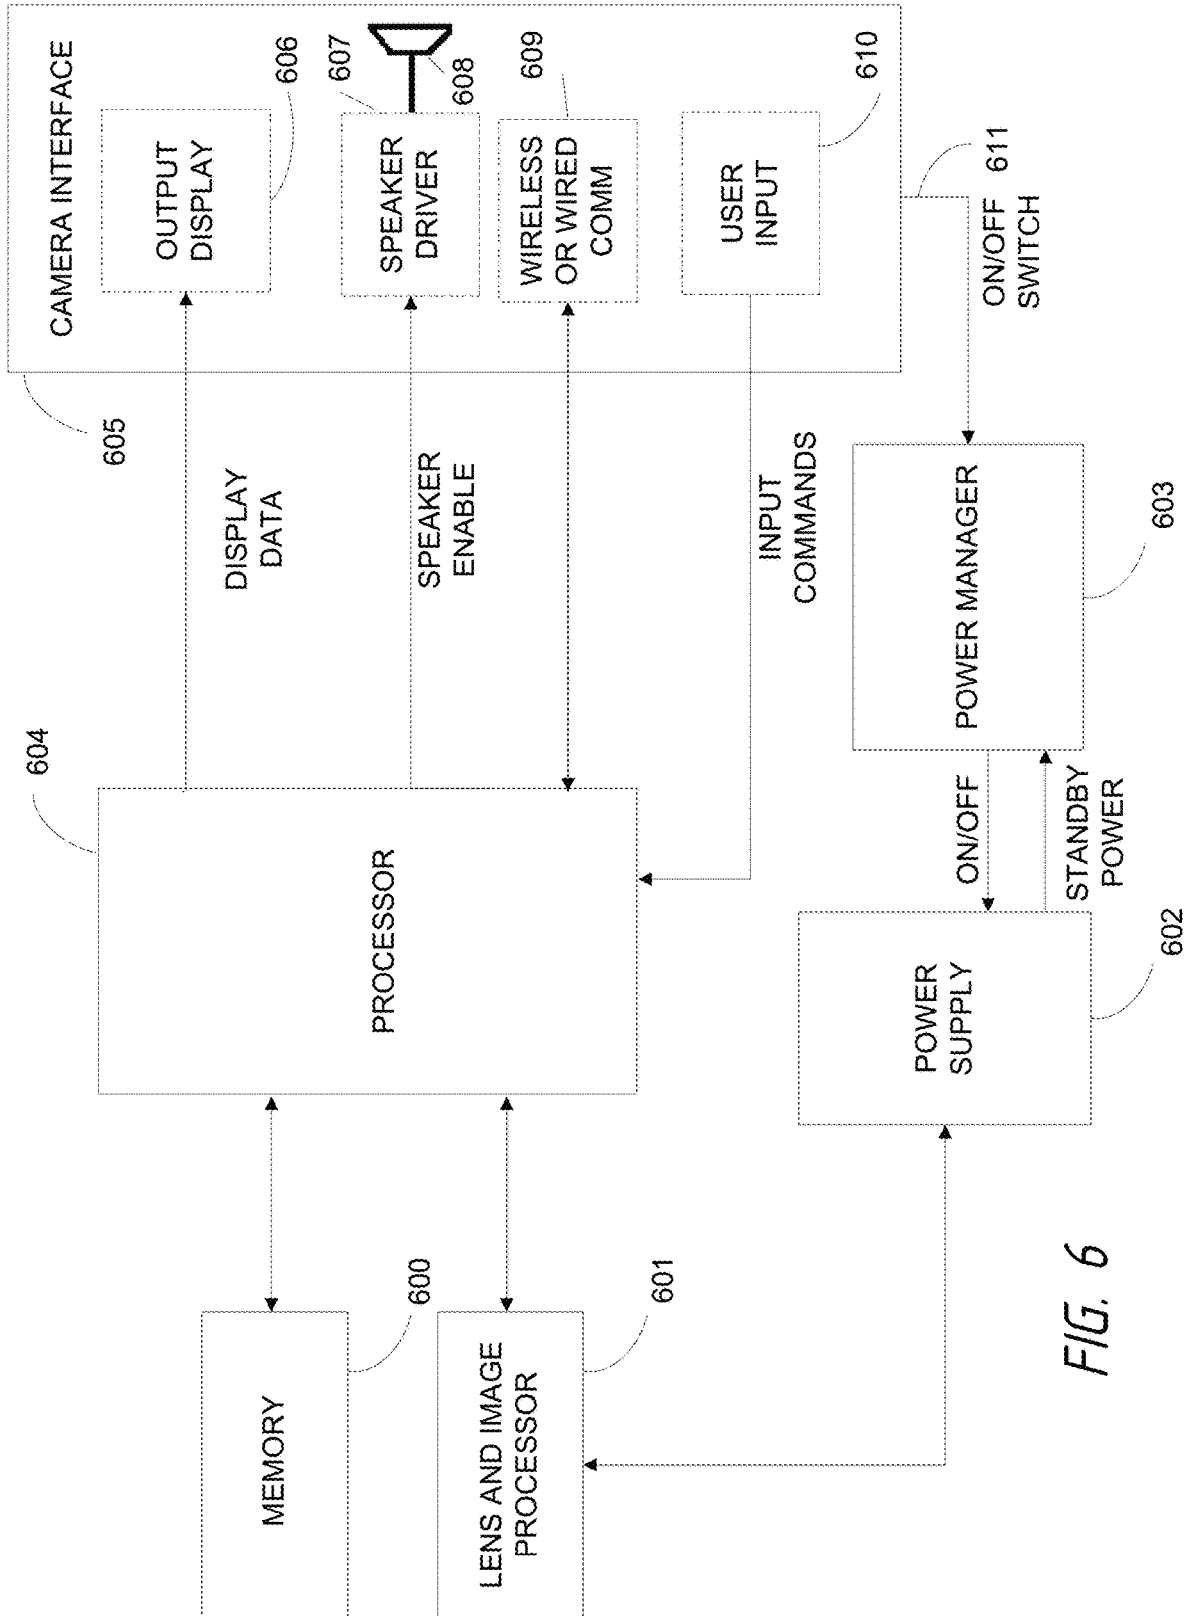 CAMERA INTERFACE
605
OUTPUT
DISPLAY
606
SPEAKER
DRIVER
607
608
WIRELESS
OR WIRED
COMM
609
USER
INPUT
610
611
ON/OFF
SWITCH
DISPLAY
DATA
SPEAKER
ENABLE
INPUT
COMMANDS
604
PROCESSOR
POWER MANAGER
603
ON/OFF
STANDBY
POWER
POWER
SUPPLY
602
MEMORY
600
LENS AND IMAGE
PROCESSOR
601
FIG. 6